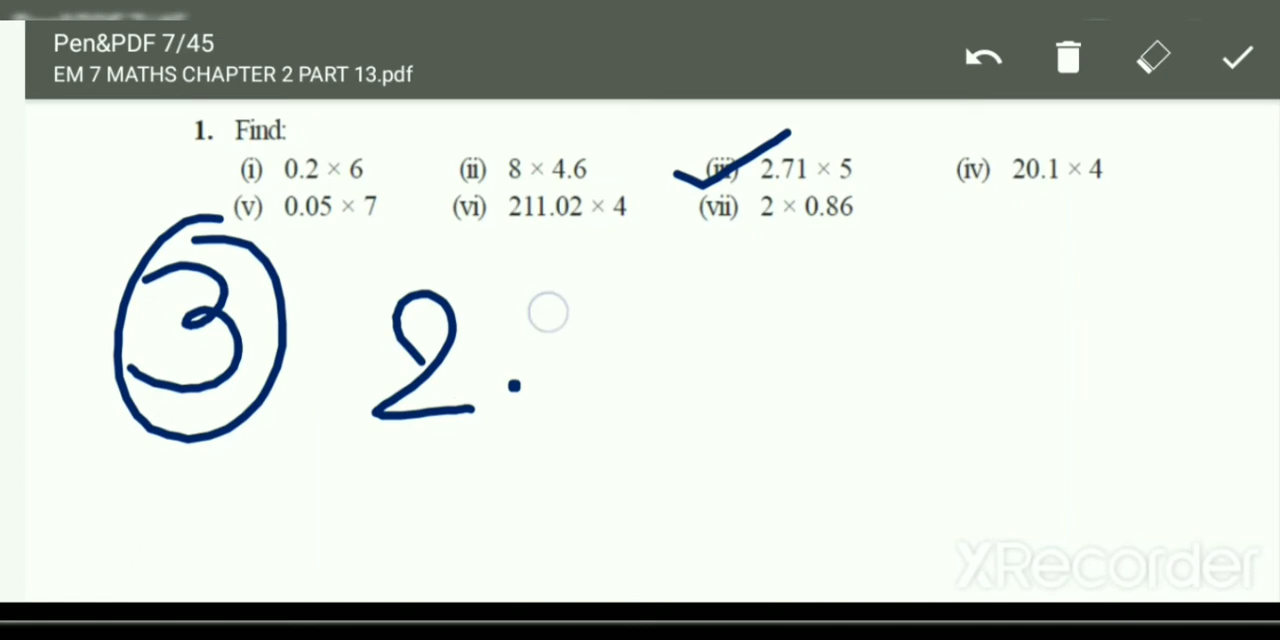 Pen&PDF 7/45
EM 7 MATHS CHAPTER 2 PART 13.pdf
1. Find:
(i) 0.2 × 6 (ii) 8 × 4.6 (iii) 2.71 × 5 (iv) 20.1 × 4
(v) 0.05 × 7 (vi) 211.02 × 4 (vii) 2 × 0.86
3 2.
XRecorder